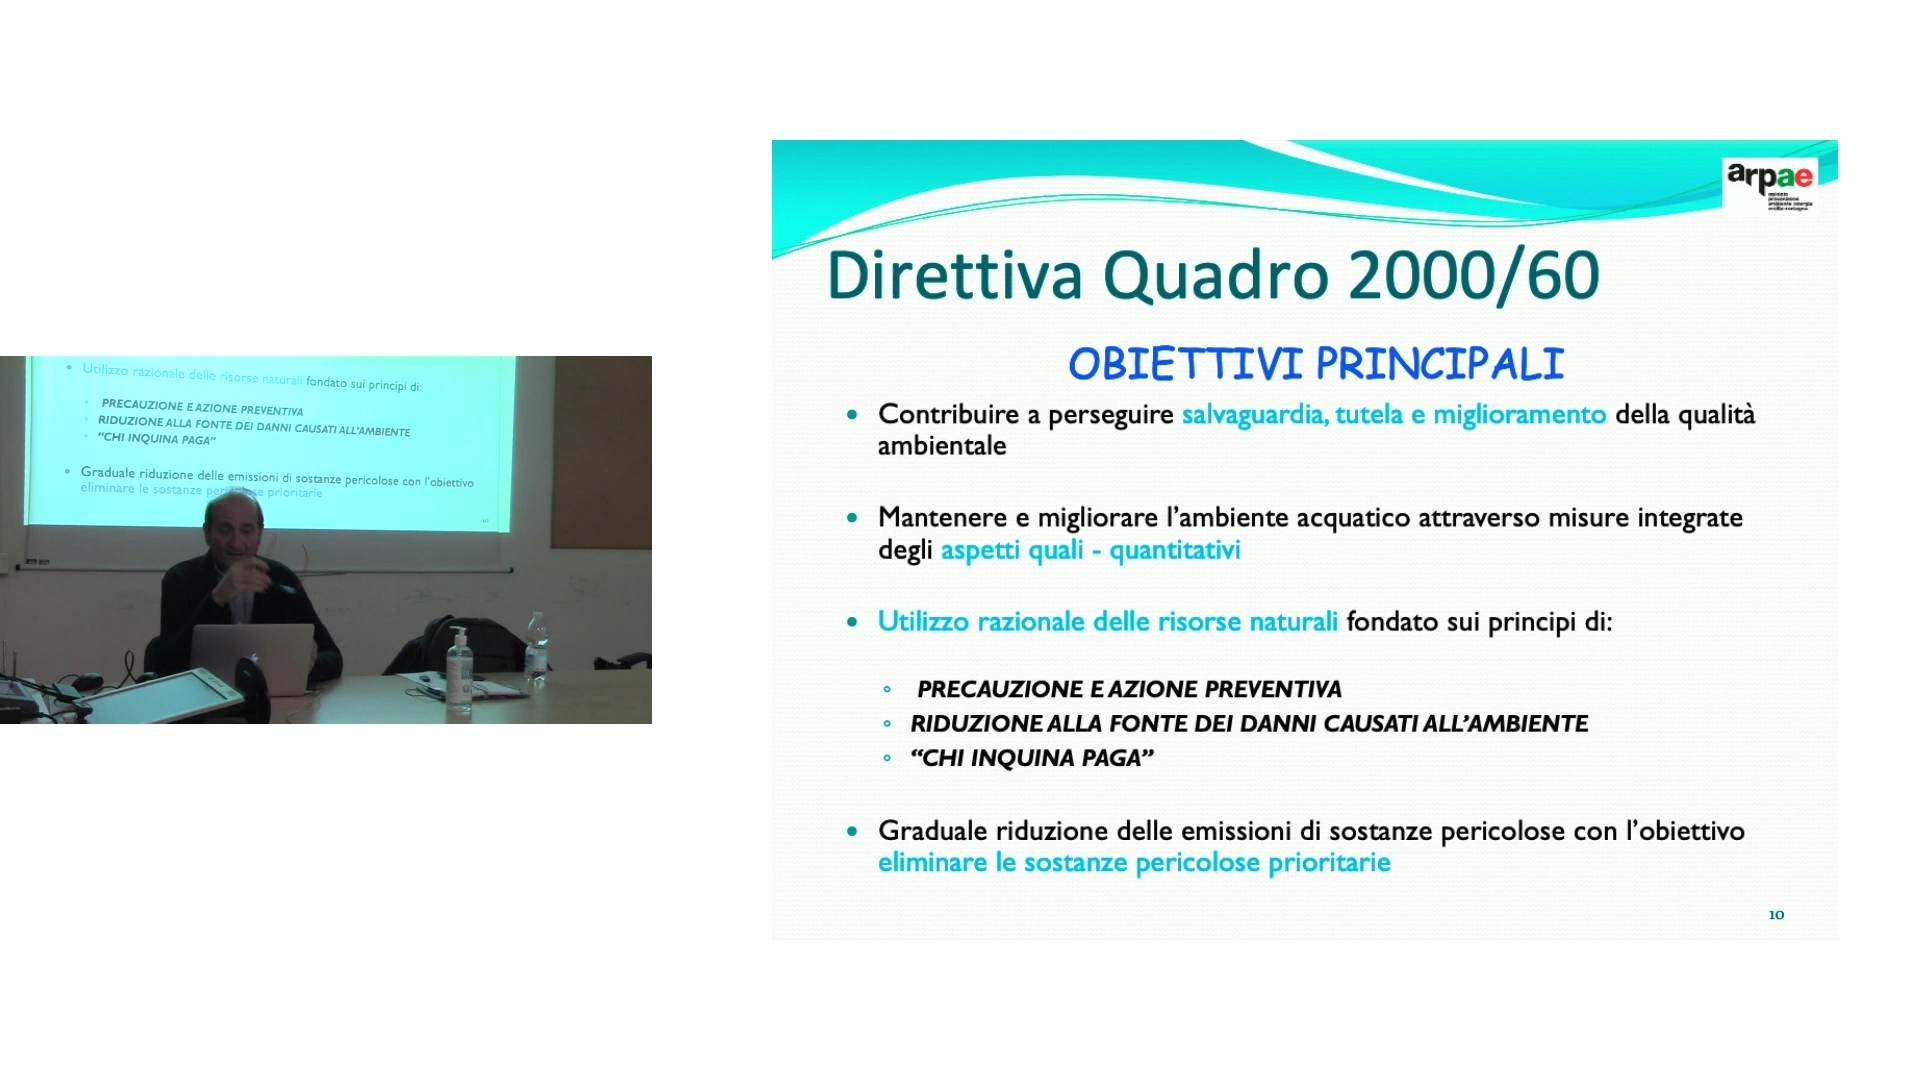 Utilizzo razionale delle risorse naturali fondato sui principi di:
PRECAUZIONE E AZIONE PREVENTIVA
RIDUZIONE ALLA FONTE DEI DANNI CAUSATI ALL'AMBIENTE
"CHI INQUINA PAGA"
Graduale riduzione delle emissioni di sostanze pericolose con l'obiettivo
eliminare le sostanze prioritarie
10
arpae
Direttiva Quadro 2000/60
OBIETTIVI PRINCIPALI
• Contribuire a perseguire salvaguardia, tutela e miglioramento della qualità
ambientale
• Mantenere e migliorare l'ambiente acquatico attraverso misure integrate
degli aspetti quali - quantitativi
• Utilizzo razionale delle risorse naturali fondato sui principi di:
◦ PRECAUZIONE E AZIONE PREVENTIVA
◦ RIDUZIONE ALLA FONTE DEI DANNI CAUSATI ALL'AMBIENTE
◦ "CHI INQUINA PAGA"
• Graduale riduzione delle emissioni di sostanze pericolose con l'obiettivo
eliminare le sostanze pericolose prioritarie
10